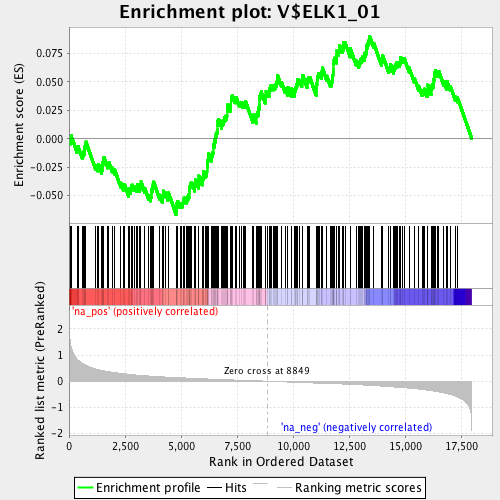 Enrichment plot: V$ELK1_01
Enrichment score (ES)
0.075
0.050
0.025
0.000
-0.025
-0.050
'na_pos' (positively correlated)
Ranked list metric (PreRanked)
2
1
0
-1
-2
Zero cross at 8849
'na_neg' (negatively correlated)
0
2,500
5,000
7,500
10,000
12,500
15,000
17,500
Rank in Ordered Dataset
Enrichment profile
Hits
Ranking metric scores